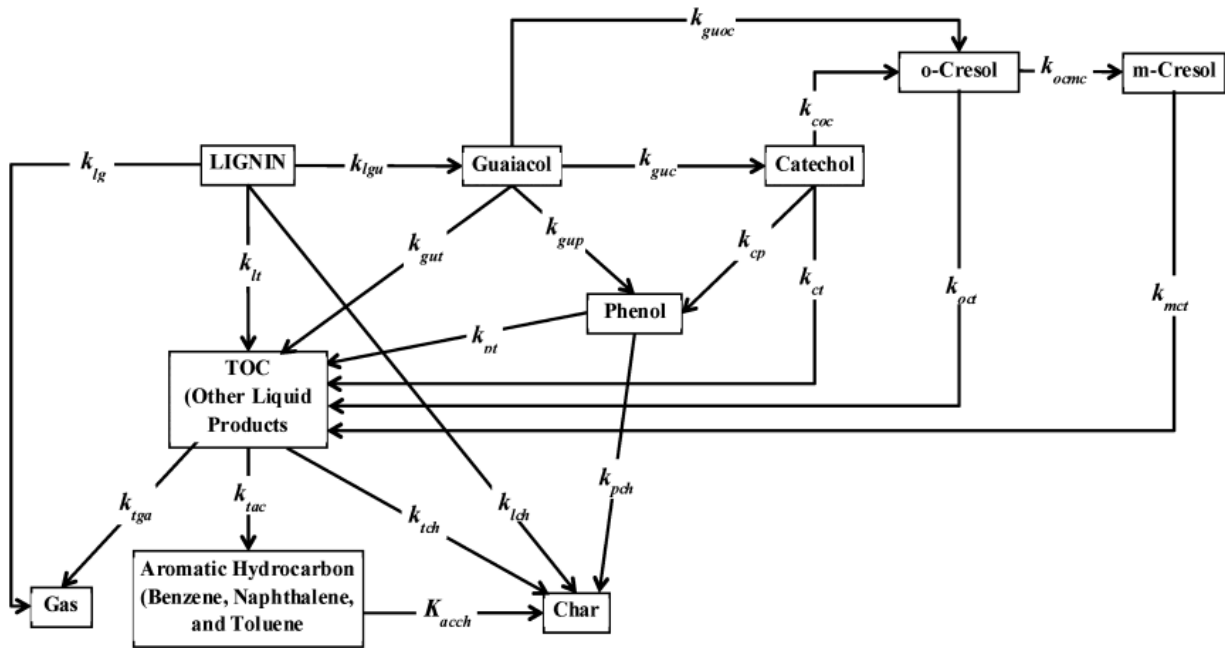 k_guoc
o-Cresol
k_ocmc
m-Cresol
k_coc
k_lg
LIGNIN
k_lgu
Guaiacol
k_guc
Catechol
k_gut
k_gup
k_cp
k_lt
k_ct
k_oct
k_mct
Phenol
k_pt
TOC
(Other Liquid
Products
k_tga
k_tac
k_tch
k_lch
k_pch
Aromatic Hydrocarbon
(Benzene, Naphthalene,
and Toluene
Gas
K_acch
Char